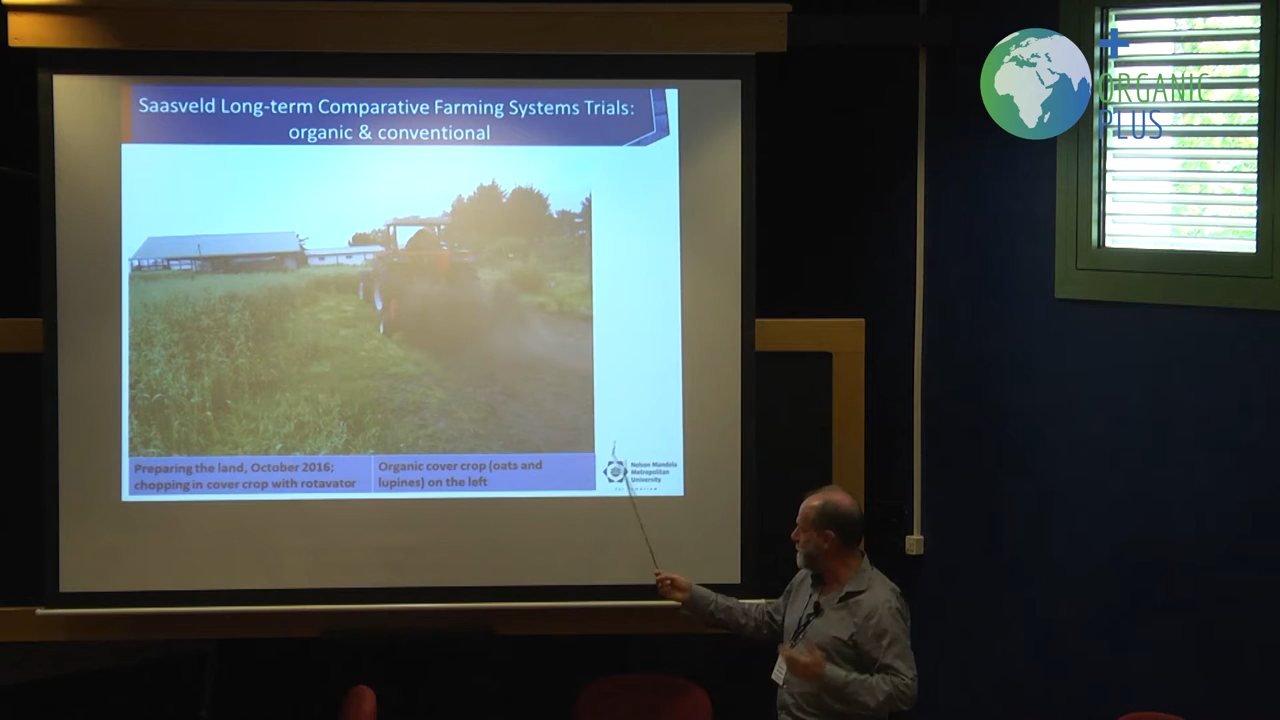 Saasveld Long-term Comparative Farming Systems Trials:
organic & conventional
Preparing the land, October 2016;
chopping in cover crop with rotavator
Organic cover crop (oats and
lupines) on the left
Nelson Mandela
Metropolitan
University
+
ORGANIC
PLUS